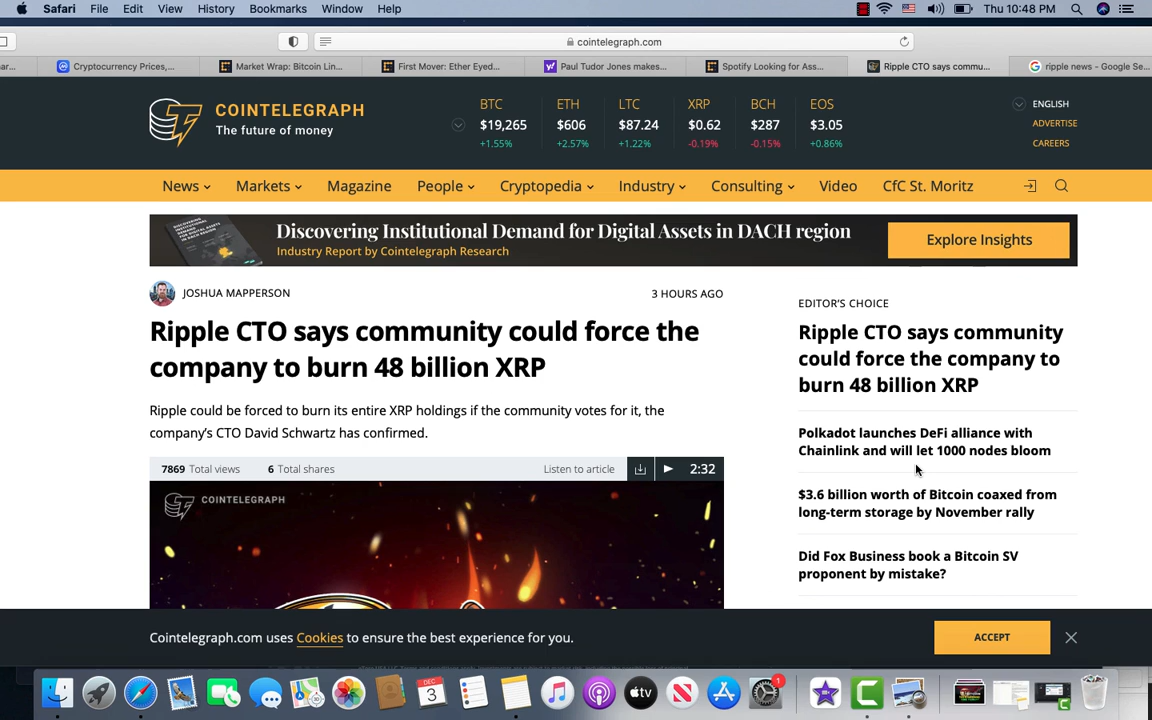 Safari File Edit View History Bookmarks Window Help Thu 10:48 PM
cointelegraph.com
ar... Cryptocurrency Prices,... Market Wrap: Bitcoin Lin... First Mover: Ether Eyed... Paul Tudor Jones makes... Spotify Looking for Ass... Ripple CTO says commu... ripple news - Google Se...
COINTELEGRAPH
The future of money
BTC ETH LTC XRP BCH EOS
$19,265 $606 $87.24 $0.62 $287 $3.05
+1.55% +2.57% +1.22% -0.19% -0.15% +0.86%
ENGLISH
ADVERTISE
CAREERS
News Markets Magazine People Cryptopedia Industry Consulting Video CfC St. Moritz
Discovering Institutional Demand for Digital Assets in DACH region
Industry Report by Cointelegraph Research
Explore Insights
JOSHUA MAPPERSON 3 HOURS AGO
Ripple CTO says community could force the
company to burn 48 billion XRP
Ripple could be forced to burn its entire XRP holdings if the community votes for it, the
company's CTO David Schwartz has confirmed.
7869 Total views 6 Total shares Listen to article 2:32
COINTELEGRAPH
EDITOR'S CHOICE
Ripple CTO says community
could force the company to
burn 48 billion XRP
Polkadot launches DeFi alliance with
Chainlink and will let 1000 nodes bloom
$3.6 billion worth of Bitcoin coaxed from
long-term storage by November rally
Did Fox Business book a Bitcoin SV
proponent by mistake?
Cointelegraph.com uses Cookies to ensure the best experience for you.
ACCEPT
DEC
3
tv
1